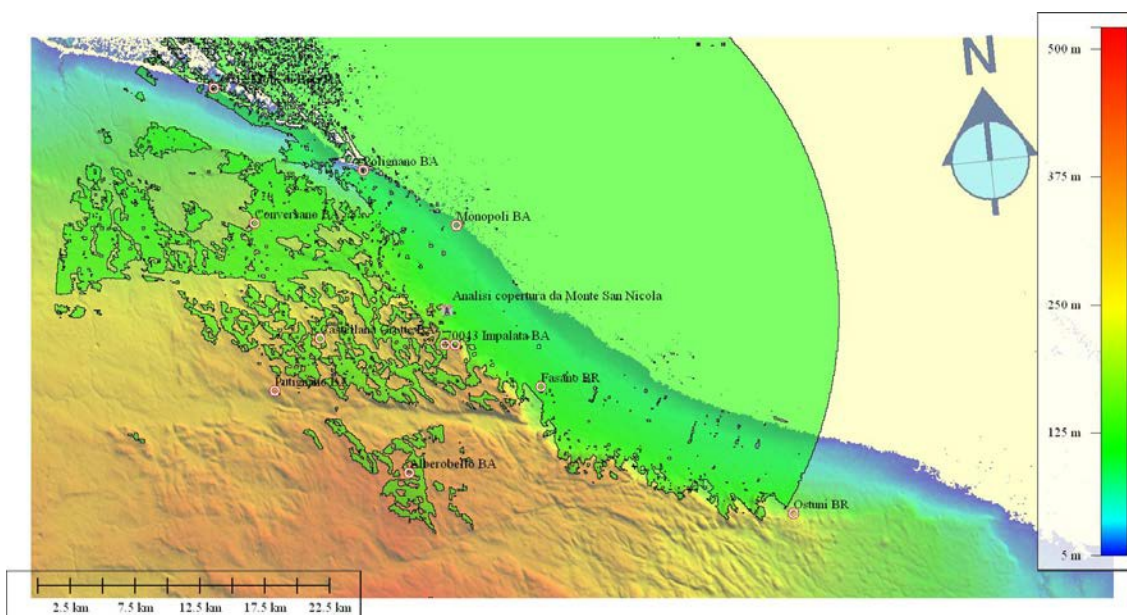 500 m
N
375 m
Polignano BA
Conversano BA
Monopoli BA
250 m
Analisi copertura da Monte San Nicola
Castellana Grotte BA
70043 Impalata BA
Fasano BR
Putignano BA
125 m
Alberobello BA
Ostuni BR
5 m
2.5 km 7.5 km 12.5 km 17.5 km 22.5 km